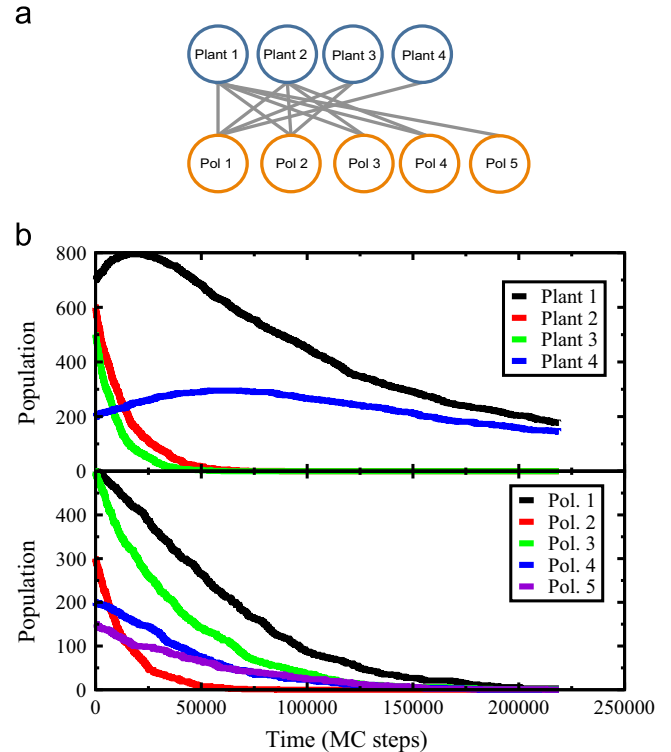 a
Plant 1 Plant 2 Plant 3 Plant 4
Pol 1 Pol 2 Pol 3 Pol 4 Pol 5
b
800
600
400
200
0
Population
Plant 1
Plant 2
Plant 3
Plant 4
400
300
200
100
0
Population
Pol. 1
Pol. 2
Pol. 3
Pol. 4
Pol. 5
0 50000 100000 150000 200000 250000
Time (MC steps)